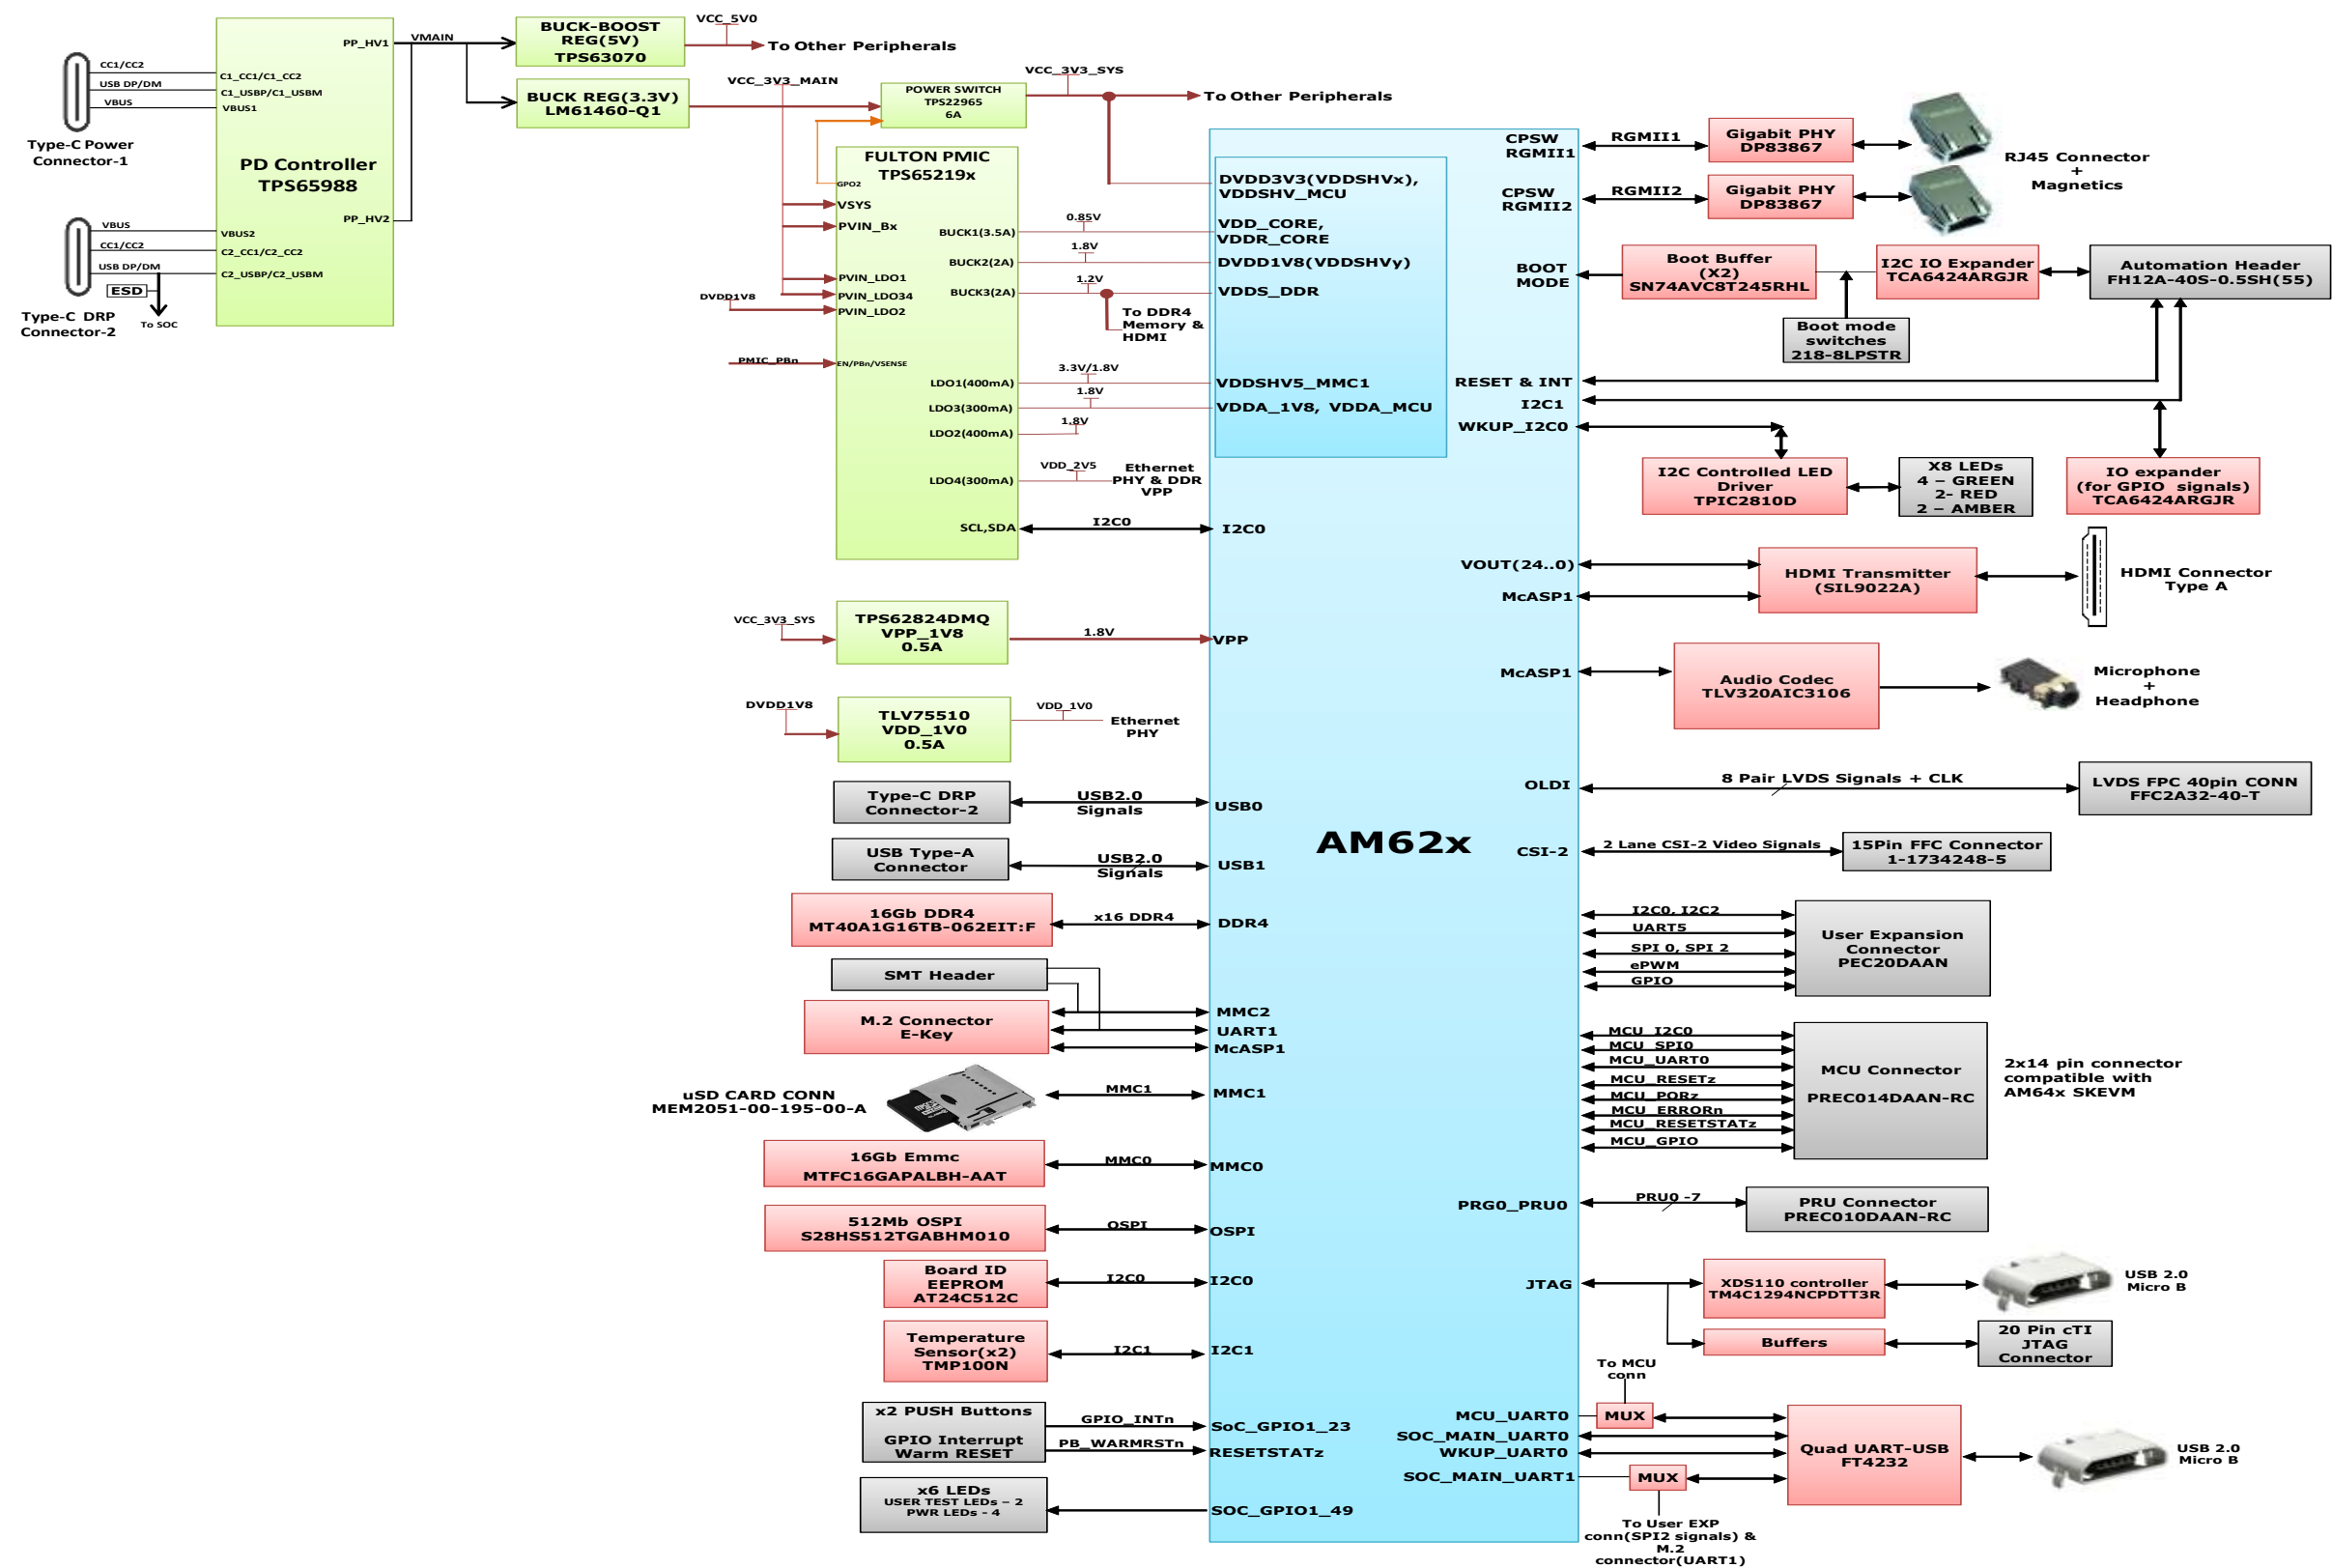 CC1/CC2
USB DP/DM
VBUS
Type-C Power
Connector-1
VBUS
CC1/CC2
USB DP/DM
ESD
Type-C DRP
Connector-2
To SOC
PP_HV1
C1_CC1/C1_CC2
C1_USBP/C1_USBM
VBUS1
PD Controller
TPS65988
PP_HV2
VBUS2
C2_CC1/C2_CC2
C2_USBP/C2_USBM
VMAIN
BUCK-BOOST
REG(5V)
TPS63070
VCC_5V0
To Other Peripherals
BUCK REG(3.3V)
LM61460-Q1
VCC_3V3_MAIN
POWER SWITCH
TPS22965
6A
VCC_3V3_SYS
To Other Peripherals
FULTON PMIC
TPS65219x
GPO2
VSYS
PVIN_Bx
PVIN_LDO1
PVIN_LDO34
DVDD1V8
PVIN_LDO2
PMIC_PBn
EN/PBn/VSENSE
BUCK1(3.5A)
BUCK2(2A)
BUCK3(2A)
LDO1(400mA)
LDO3(300mA)
LDO2(400mA)
LDO4(300mA)
SCL,SDA
0.85V
1.8V
1.2V
To DDR4
Memory &
HDMI
3.3V/1.8V
1.8V
1.8V
VDD_2V5
Ethernet
PHY & DDR
VPP
I2C0
DVDD3V3(VDDSHVx),
VDDSHV_MCU
VDD_CORE,
VDDR_CORE
DVDD1V8(VDDSHVy)
VDDS_DDR
VDDSHV5_MMC1
VDDA_1V8, VDDA_MCU
I2C0
VCC_3V3_SYS
TPS62824DMQ
VPP_1V8
0.5A
1.8V
VPP
DVDD1V8
TLV75510
VDD_1V0
0.5A
VDD_1V0
Ethernet
PHY
Type-C DRP
Connector-2
USB2.0
Signals
USB0
USB Type-A
Connector
USB2.0
Signals
USB1
16Gb DDR4
MT40A1G16TB-062EIT:F
x16 DDR4
DDR4
SMT Header
M.2 Connector
E-Key
MMC2
UART1
McASP1
uSD CARD CONN
MEM2051-00-195-00-A
MMC1
MMC1
16Gb Emmc
MTFC16GAPALBH-AAT
MMC0
MMC0
512Mb OSPI
S28HS512TGABHM010
OSPI
OSPI
Board ID
EEPROM
AT24C512C
I2C0
I2C0
Temperature
Sensor(x2)
TMP100N
I2C1
I2C1
x2 PUSH Buttons
GPIO Interrupt
Warm RESET
GPIO_INTn
PB_WARMRSTn
SoC_GPIO1_23
RESETSTATz
x6 LEDs
USER TEST LEDs – 2
PWR LEDs - 4
SOC_GPIO1_49
AM62x
CPSW
RGMII1
RGMII1
Gigabit PHY
DP83867
CPSW
RGMII2
RGMII2
Gigabit PHY
DP83867
RJ45 Connector
+
Magnetics
BOOT
MODE
Boot Buffer
(X2)
SN74AVC8T245RHL
I2C IO Expander
TCA6424ARGJR
Automation Header
FH12A-40S-0.5SH(55)
Boot mode
switches
218-8LPSTR
RESET & INT
I2C1
WKUP_I2C0
I2C Controlled LED
Driver
TPIC2810D
X8 LEDs
4 – GREEN
2- RED
2 – AMBER
IO expander
(for GPIO signals)
TCA6424ARGJR
VOUT(24..0)
McASP1
HDMI Transmitter
(SIL9022A)
HDMI Connector
Type A
McASP1
Audio Codec
TLV320AIC3106
Microphone
+
Headphone
OLDI
8 Pair LVDS Signals + CLK
LVDS FPC 40pin CONN
FFC2A32-40-T
CSI-2
2 Lane CSI-2 Video Signals
15Pin FFC Connector
1-1734248-5
I2C0, I2C2
UART5
SPI 0, SPI 2
ePWM
GPIO
User Expansion
Connector
PEC20DAAN
MCU_I2C0
MCU_SPI0
MCU_UART0
MCU_RESETz
MCU_PORz
MCU_ERRORn
MCU_RESETSTATz
MCU_GPIO
MCU Connector
PREC014DAAN-RC
2x14 pin connector
compatible with
AM64x SKEVM
PRG0_PRU0
PRU0 -7
PRU Connector
PREC010DAAN-RC
JTAG
XDS110 controller
TM4C1294NCPDTT3R
USB 2.0
Micro B
Buffers
20 Pin cTI
JTAG
Connector
To MCU
conn
MCU_UART0
MUX
SOC_MAIN_UART0
WKUP_UART0
SOC_MAIN_UART1
MUX
Quad UART-USB
FT4232
USB 2.0
Micro B
To User EXP
conn(SPI2 signals) &
M.2
connector(UART1)